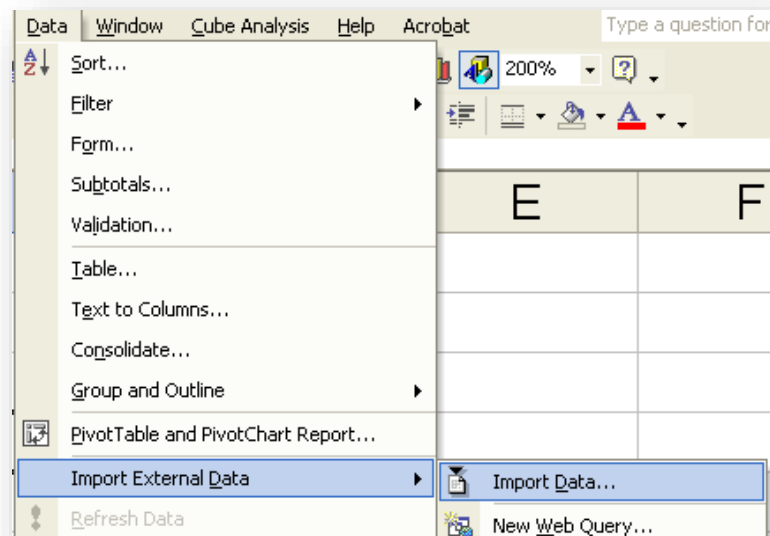 Data Window Cube Analysis Help Acrobat Type a question for
Sort...
200%
Filter
Form...
Subtotals...
E F
Validation...
Table...
Text to Columns...
Consolidate...
Group and Outline
PivotTable and PivotChart Report...
Import External Data
Import Data...
Refresh Data
New Web Query...